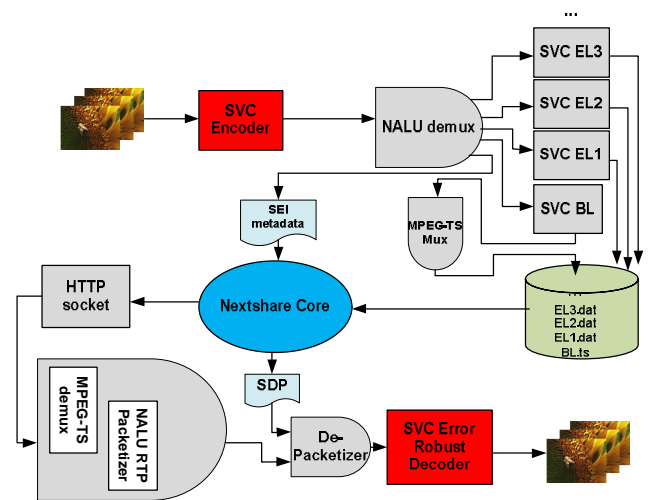 ...
SVC EL3
SVC
Encoder
NALU demux
SVC EL2
SVC EL1
SVC BL
SEI
metadata
MPEG-TS
Mux
HTTP
socket
Nextshare Core
...
EL3.dat
EL2.dat
EL1.dat
BL.ts
SDP
MPEG-TS
demux
NALU RTP
Packetizer
De-
Packetizer
SVC Error
Robust
Decoder